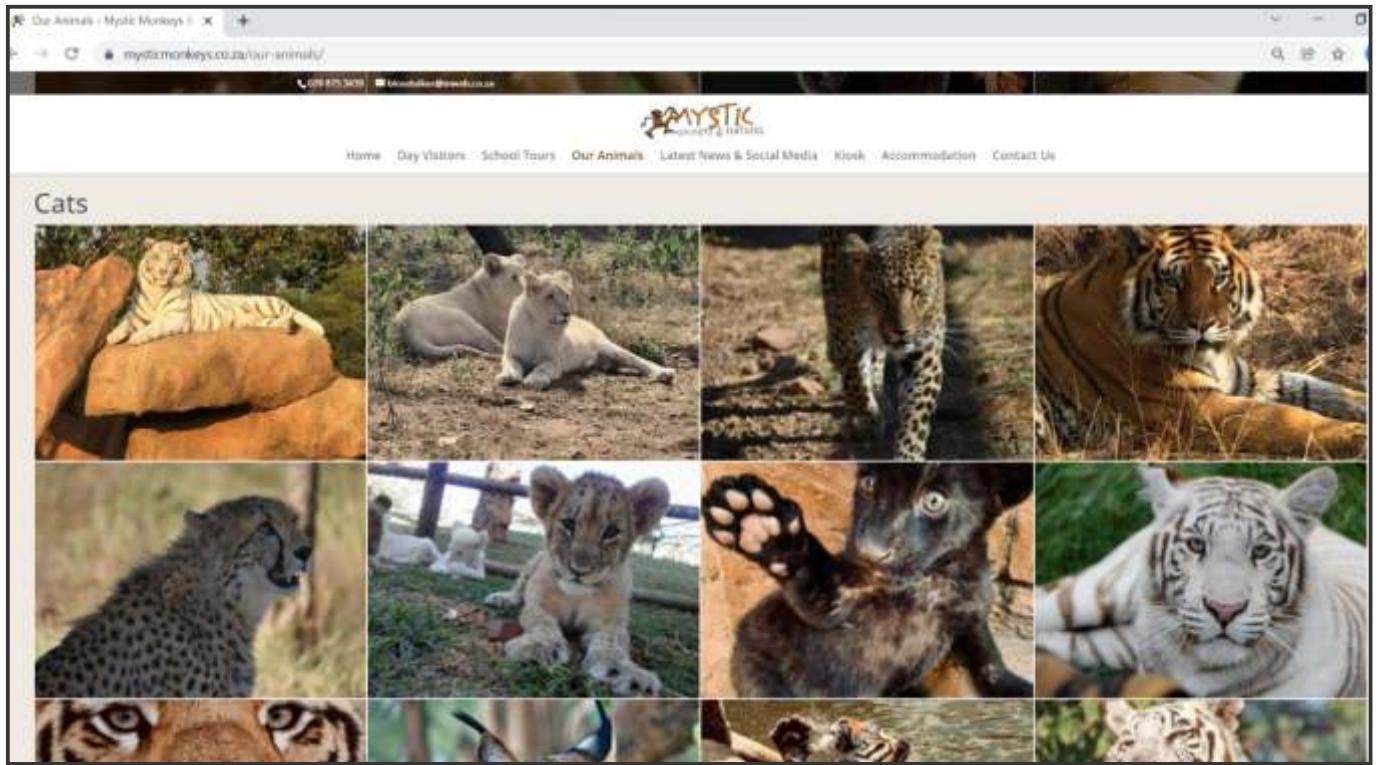 Our Animals - Mystic Monkeys
mysticmonkeys.co.za/our-animals/
MYSTIC
Home Day Visitors School Tours Our Animals Latest News & Social Media Kiosk Accommodation Contact Us
Cats